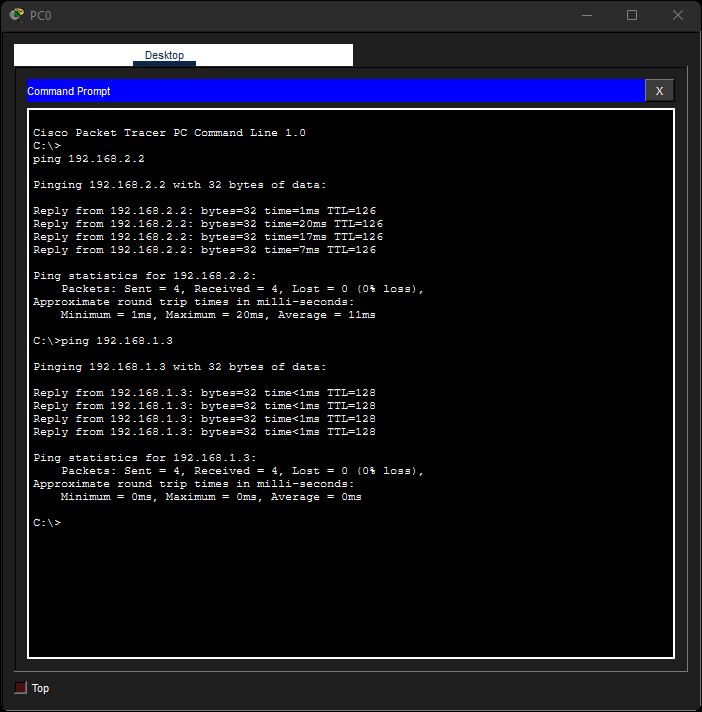 PC0
Desktop
Command Prompt
X
Cisco Packet Tracer PC Command Line 1.0
C:\>
ping 192.168.2.2
Pinging 192.168.2.2 with 32 bytes of data:
Reply from 192.168.2.2: bytes=32 time=1ms TTL=126
Reply from 192.168.2.2: bytes=32 time=20ms TTL=126
Reply from 192.168.2.2: bytes=32 time=17ms TTL=126
Reply from 192.168.2.2: bytes=32 time=7ms TTL=126
Ping statistics for 192.168.2.2:
    Packets: Sent = 4, Received = 4, Lost = 0 (0% loss),
Approximate round trip times in milli-seconds:
    Minimum = 1ms, Maximum = 20ms, Average = 11ms
C:\>ping 192.168.1.3
Pinging 192.168.1.3 with 32 bytes of data:
Reply from 192.168.1.3: bytes=32 time<1ms TTL=128
Reply from 192.168.1.3: bytes=32 time<1ms TTL=128
Reply from 192.168.1.3: bytes=32 time<1ms TTL=128
Reply from 192.168.1.3: bytes=32 time<1ms TTL=128
Ping statistics for 192.168.1.3:
    Packets: Sent = 4, Received = 4, Lost = 0 (0% loss),
Approximate round trip times in milli-seconds:
    Minimum = 0ms, Maximum = 0ms, Average = 0ms
C:\>
Top